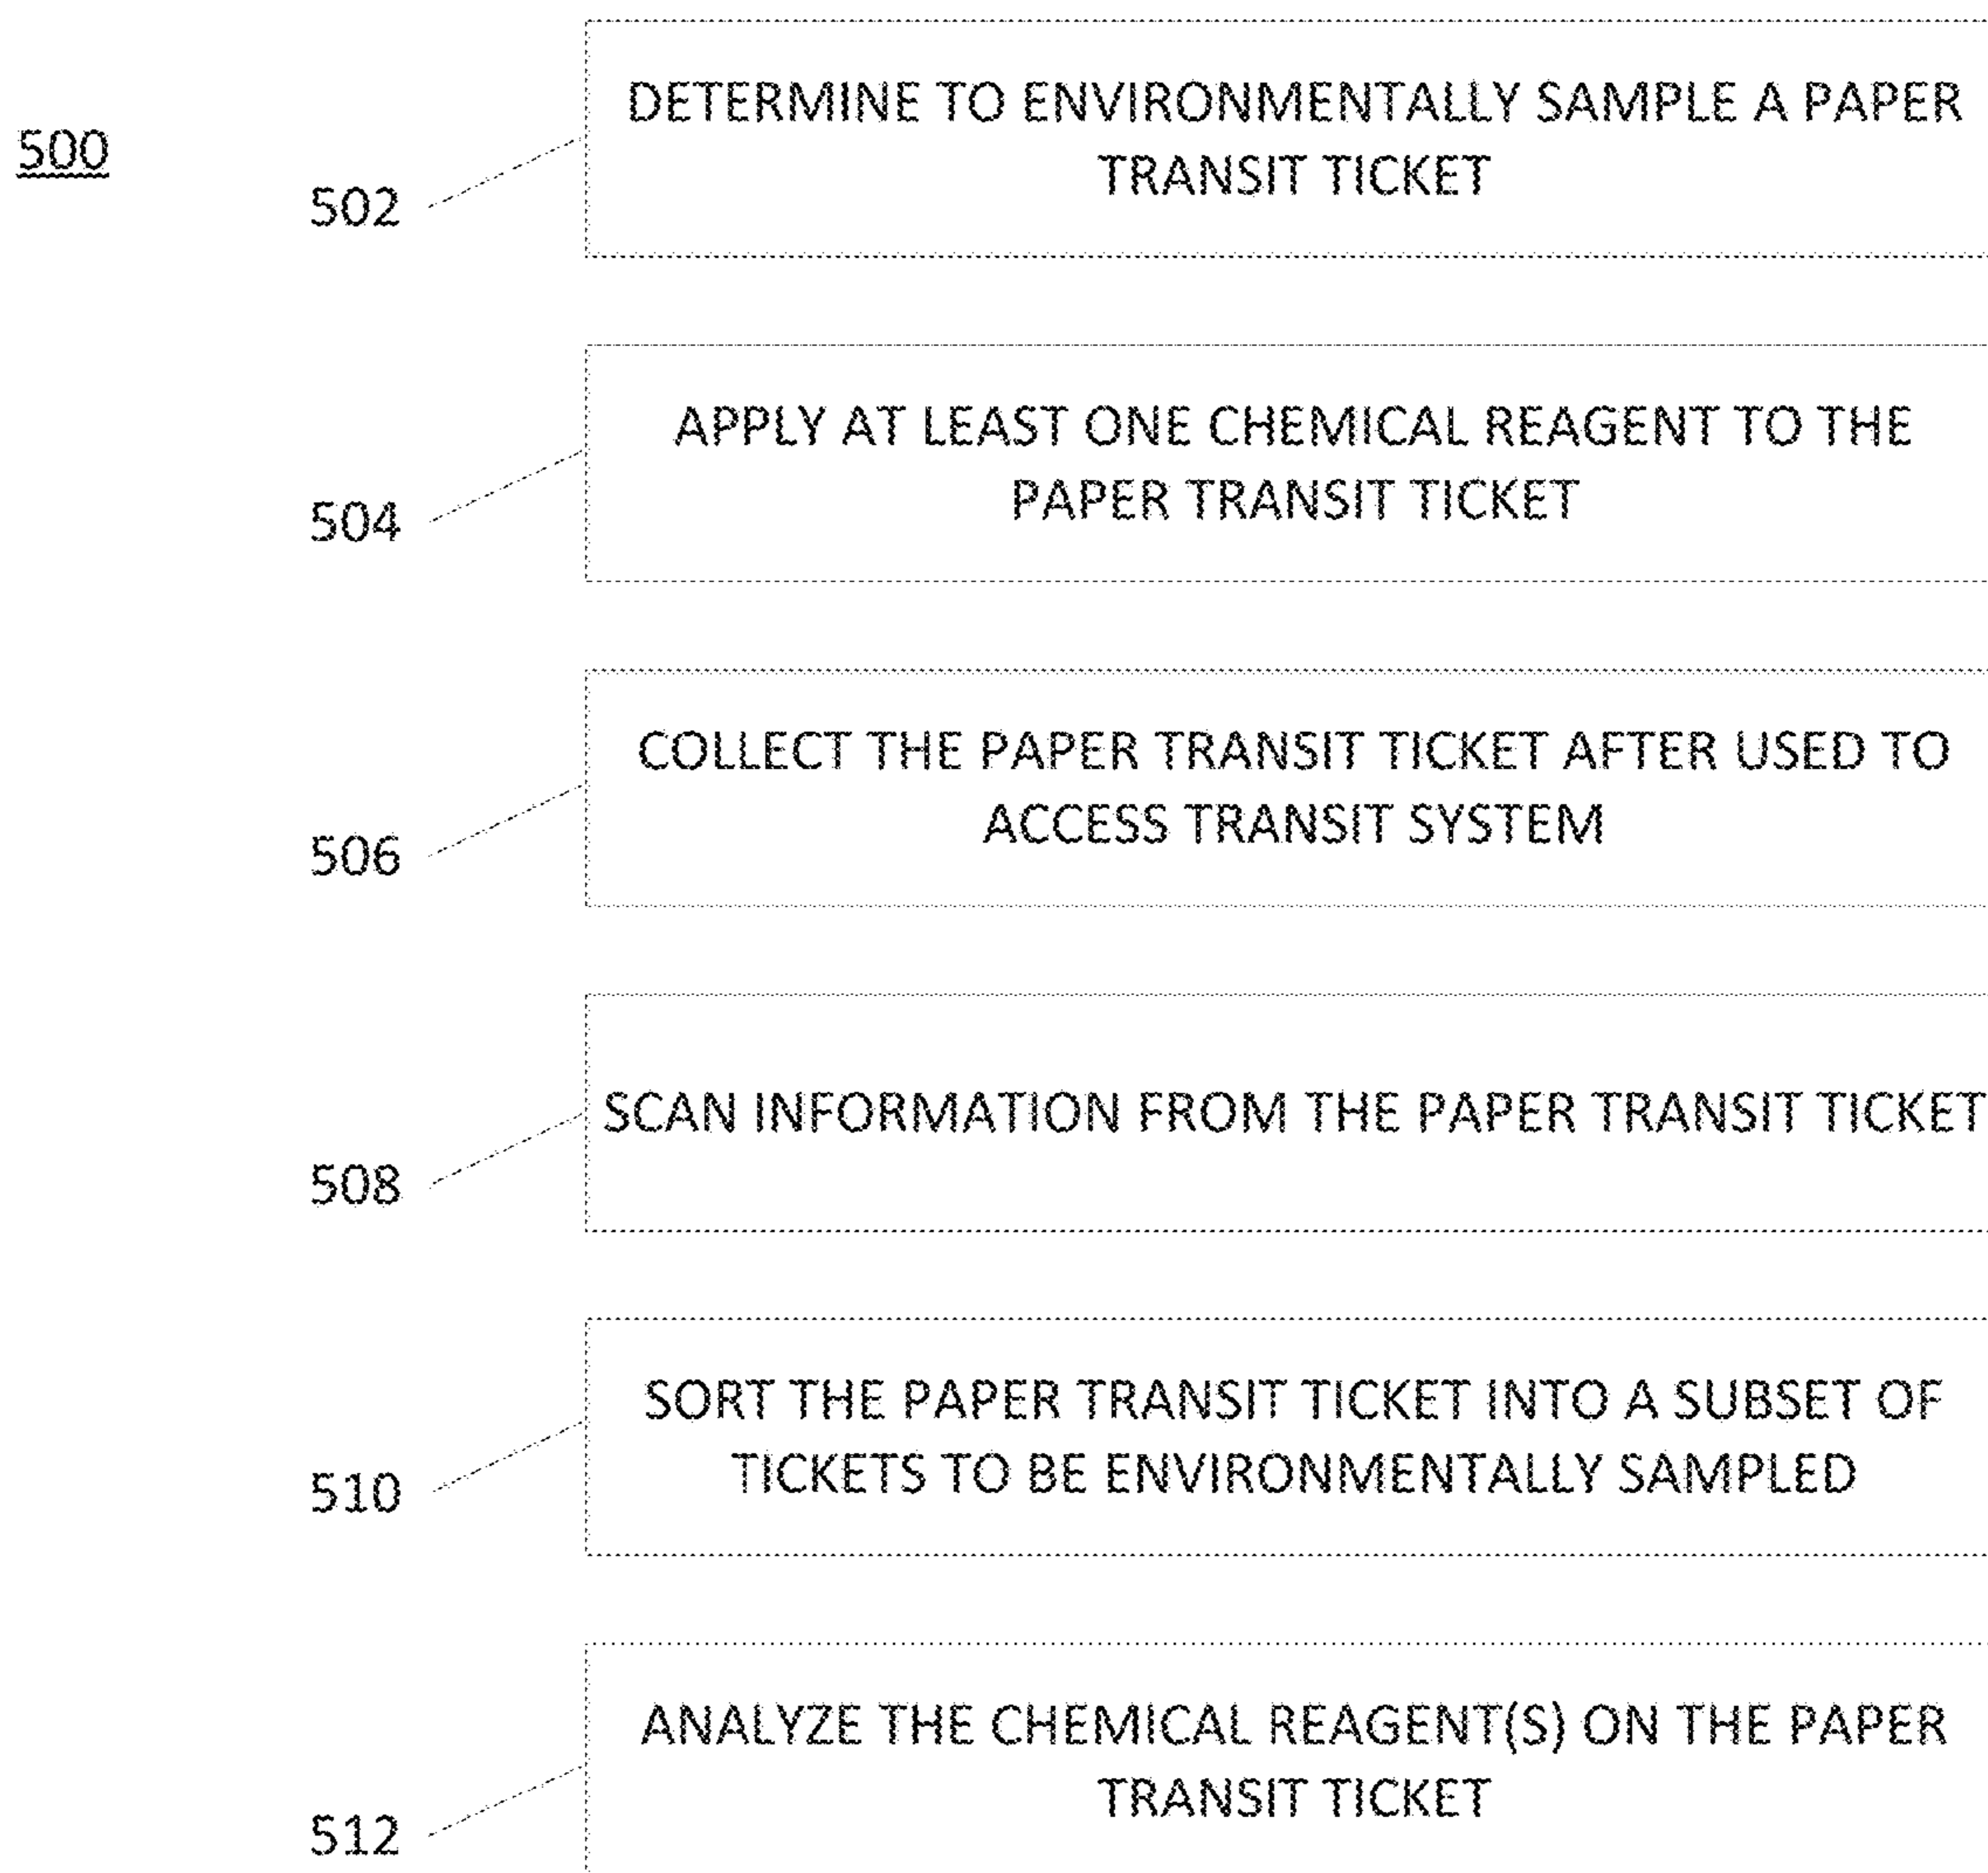 500
502
DETERMINE TO ENVIRONMENTALLY SAMPLE A PAPER
TRANSIT TICKET
504
APPLY AT LEAST ONE CHEMICAL REAGENT TO THE
PAPER TRANSIT TICKET
506
COLLECT THE PAPER TRANSIT TICKET AFTER USED TO
ACCESS TRANSIT SYSTEM
508
SCAN INFORMATION FROM THE PAPER TRANSIT TICKET
510
SORT THE PAPER TRANSIT TICKET INTO A SUBSET OF
TICKETS TO BE ENVIRONMENTALLY SAMPLED
512
ANALYZE THE CHEMICAL REAGENT(S) ON THE PAPER
TRANSIT TICKET